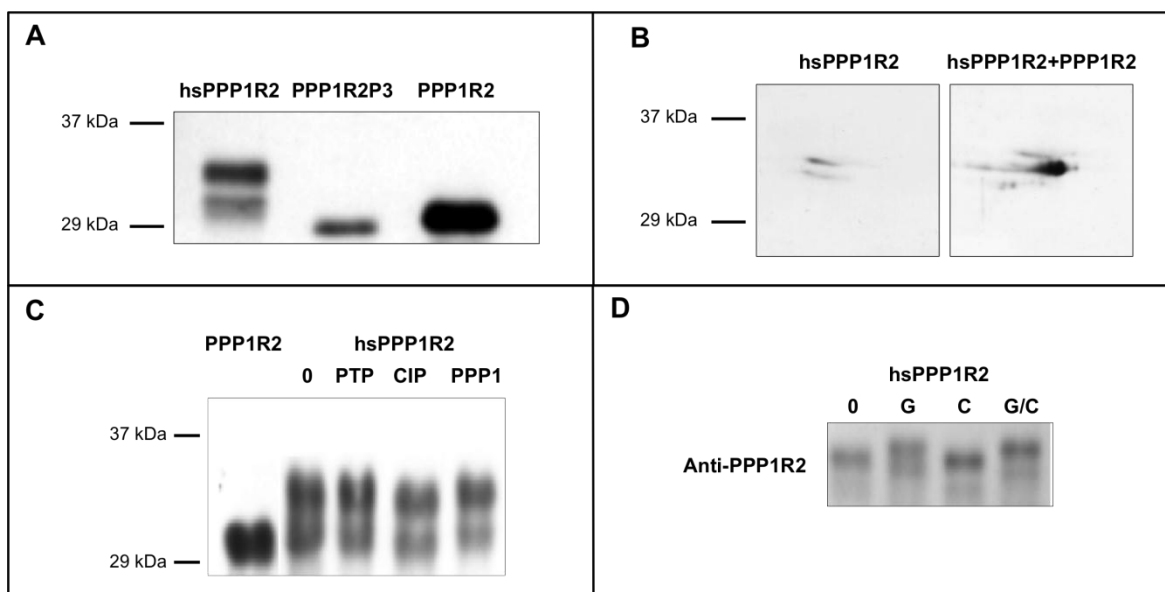 A
hsPPP1R2 PPP1R2P3 PPP1R2
37 kDa
29 kDa
B
hsPPP1R2 hsPPP1R2+PPP1R2
37 kDa
29 kDa
C
PPP1R2 hsPPP1R2
0 PTP CIP PPP1
37 kDa
29 kDa
D
hsPPP1R2
0 G C G/C
Anti-PPP1R2